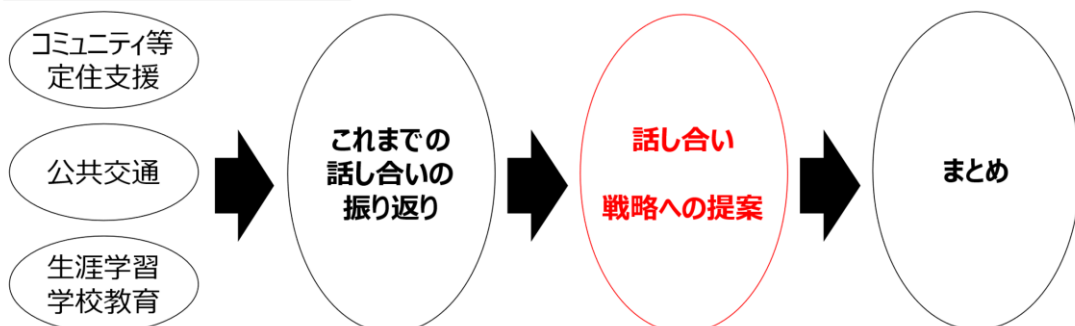 コミュニティ等
定住支援
公共交通
生涯学習
学校教育
これまでの
話し合いの
振り返り
話し合い
戦略への提案
まとめ